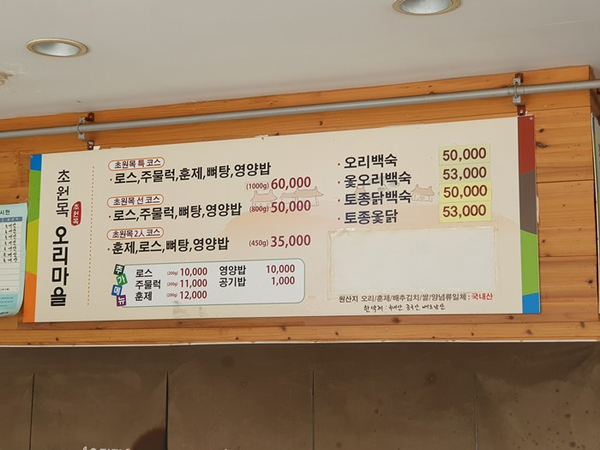 초원목 오리마을
초원목 특 코스
· 로스,주물럭,훈제,뼈탕,영양밥
(1000g) 60,000
초원목 선 코스
· 로스,주물럭,뼈탕,영양밥 (800g) 50,000
초원목 2人 코스
· 훈제,로스,뼈탕,영양밥 (450g) 35,000
추가메뉴
로스 (200g) 10,000 영양밥 10,000
주물럭 (200g) 11,000 공기밥 1,000
훈제 (200g) 12,000
· 오리백숙 50,000
· 옻오리백숙 53,000
· 토종닭백숙 50,000
· 토종옻닭 53,000
원산지 오리/훈제/배추김치/쌀/양념류일체 : 국내산